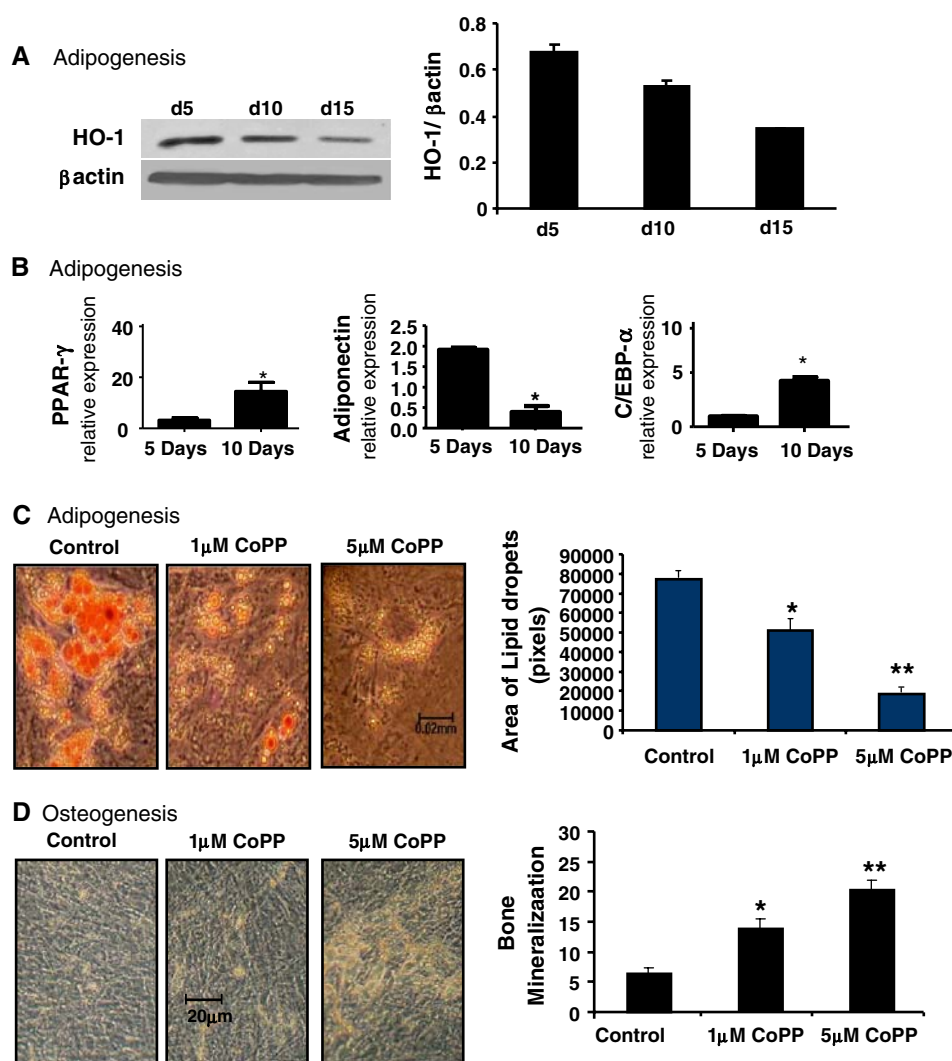 A Adipogenesis
d5 d10 d15
HO-1
βactin
HO-1/ βactin
0.8
0.6
0.4
0.2
0
d5 d10 d15
B Adipogenesis
PPAR-γ
relative expression
40
20
0
*
5 Days 10 Days
Adiponectin
relative expression
2.5
2.0
1.5
1.0
0.5
0.0
*
5 Days 10 Days
C/EBP-α
relative expression
10
5
0
*
5 Days 10 Days
C Adipogenesis
Control 1μM CoPP 5μM CoPP
0.02mm
Area of Lipid dropets
(pixels)
90000
80000
70000
60000
50000
40000
30000
20000
10000
0
*
**
Control 1μM CoPP 5μM CoPP
D Osteogenesis
Control 1μM CoPP 5μM CoPP
20μm
Bone
Mineralizaation
30
25
20
15
10
5
0
*
**
Control 1μM CoPP 5μM CoPP